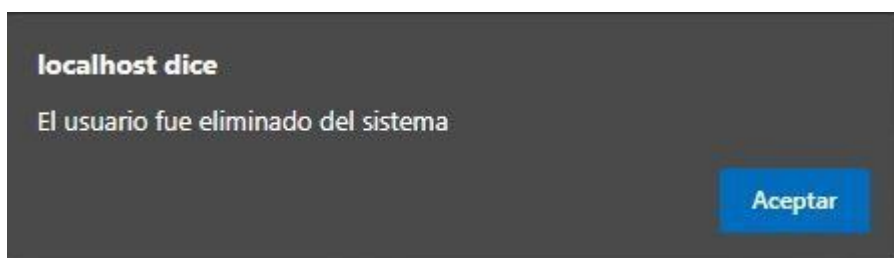 localhost dice
El usuario fue eliminado del sistema
Aceptar